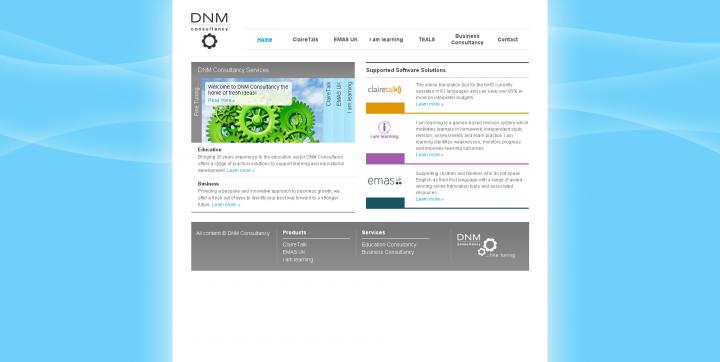 DNM
consultancy
Home ClaireTalk EMAS UK I am learning TEALS Business Consultancy Contact
DNM Consultancy Services
Fine Tuning
Welcome to DNM Consultancy the
home of fresh ideas!
Read more »
ClaireTalk
EMAS UK
I am learning
Education
Bringing 35 years experience to the education sector DNM Consultancy
offers a range of practical solutions to support learning and educational
development. Learn more »
Business
Providing a bespoke and innovative approach to business growth, we
offer a fresh set of eyes to identify your best way forward to a stronger
future. Learn more »
Supported Software Solutions
clairetalk
The online translation tool for the NHS currently
operates in 61 languages and can save over 65% or
more on interpreter budgets.
Learn more »
i am learning
I am learning is a games-based revision system which
motivates learners in homework, independent study,
revision, assessments and exam practice. I am
learning identifies weaknesses, monitors progress
and improves learning outcomes.
Learn more »
emas uk
Supporting children and families who do not speak
English as their first language with a range of award-
winning online translation tools and associated
resources.
Learn more »
All content © DNM Consultancy
Products
ClaireTalk
EMAS UK
I am learning
Services
Education Consultancy
Business Consultancy
DNM
consultancy
...fine tuning